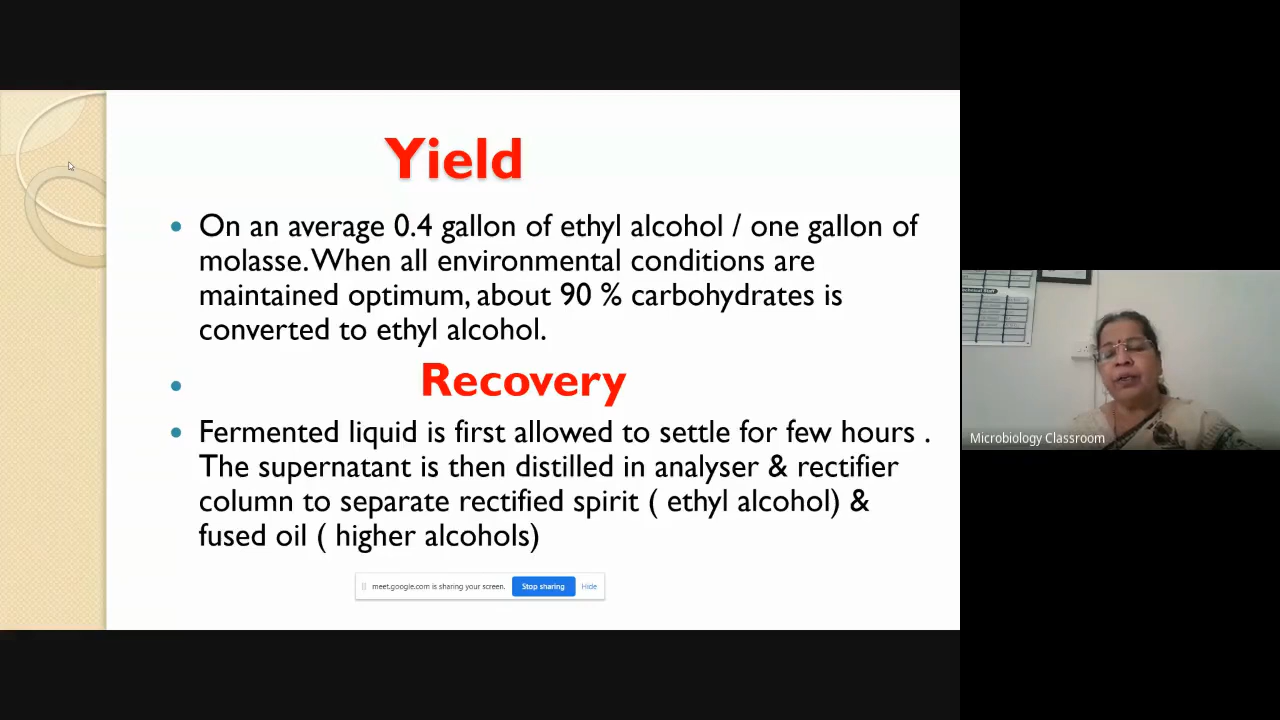 Yield
• On an average 0.4 gallon of ethyl alcohol / one gallon of
molasse. When all environmental conditions are
maintained optimum, about 90 % carbohydrates is
converted to ethyl alcohol.
• Recovery
• Fermented liquid is first allowed to settle for few hours .
The supernatant is then distilled in analyser & rectifier
column to separate rectified spirit ( ethyl alcohol) &
fused oil ( higher alcohols)
meet.google.com is sharing your screen. Stop sharing Hide
Microbiology Classroom